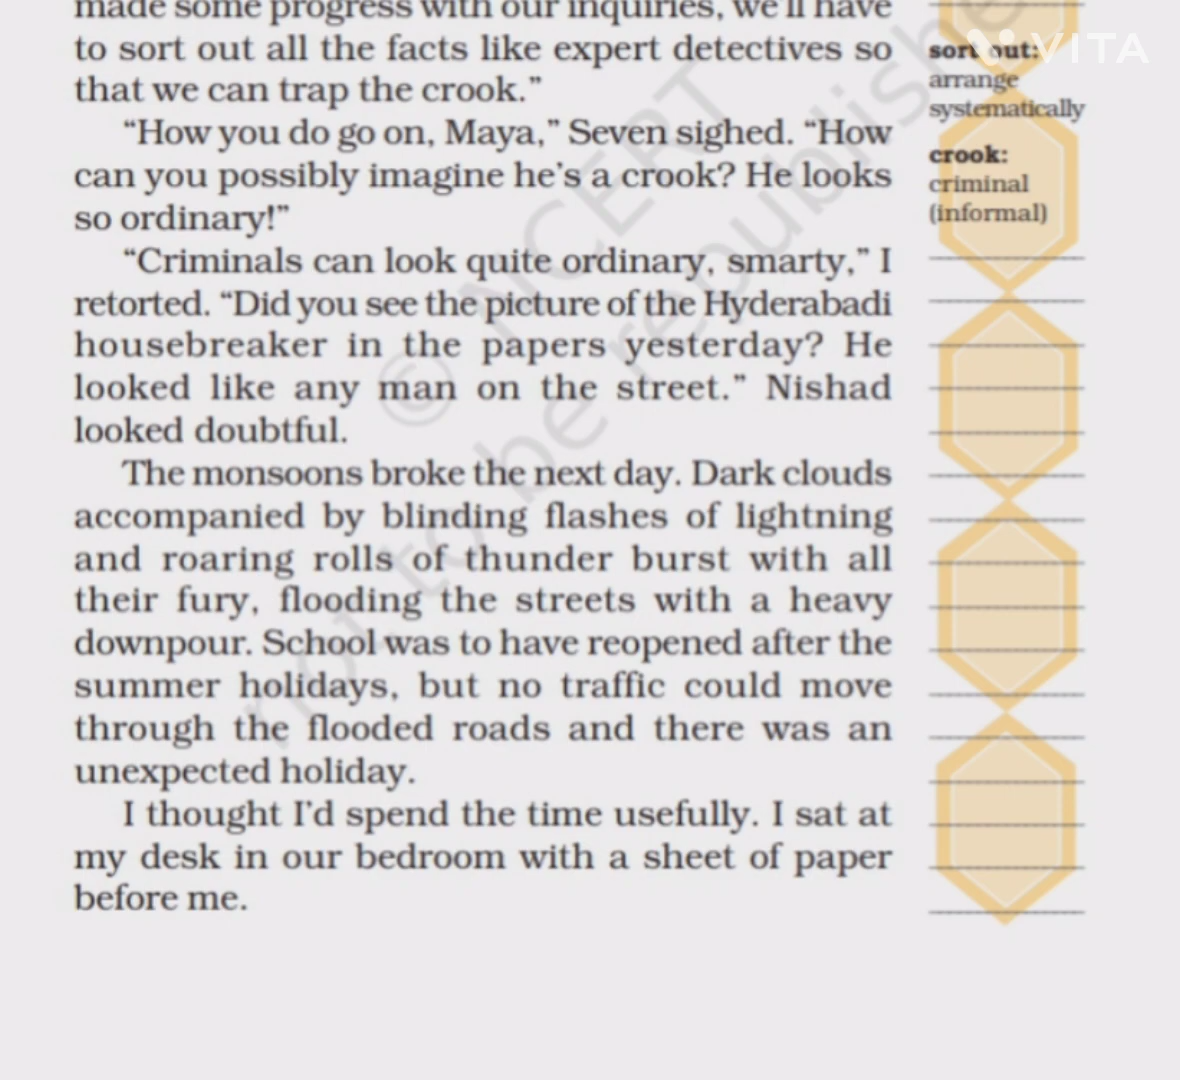 made some progress with our inquiries, we'll have
to sort out all the facts like expert detectives so
that we can trap the crook.”
“How you do go on, Maya,” Seven sighed. “How
can you possibly imagine he's a crook? He looks
so ordinary!”
“Criminals can look quite ordinary, smarty,” I
retorted. “Did you see the picture of the Hyderabadi
housebreaker in the papers yesterday? He
looked like any man on the street.” Nishad
looked doubtful.
The monsoons broke the next day. Dark clouds
accompanied by blinding flashes of lightning
and roaring rolls of thunder burst with all
their fury, flooding the streets with a heavy
downpour. School was to have reopened after the
summer holidays, but no traffic could move
through the flooded roads and there was an
unexpected holiday.
I thought I'd spend the time usefully. I sat at
my desk in our bedroom with a sheet of paper
before me.
sort out:
arrange
systematically
crook:
criminal
(informal)
VITA
© NCERT
not to be republishe